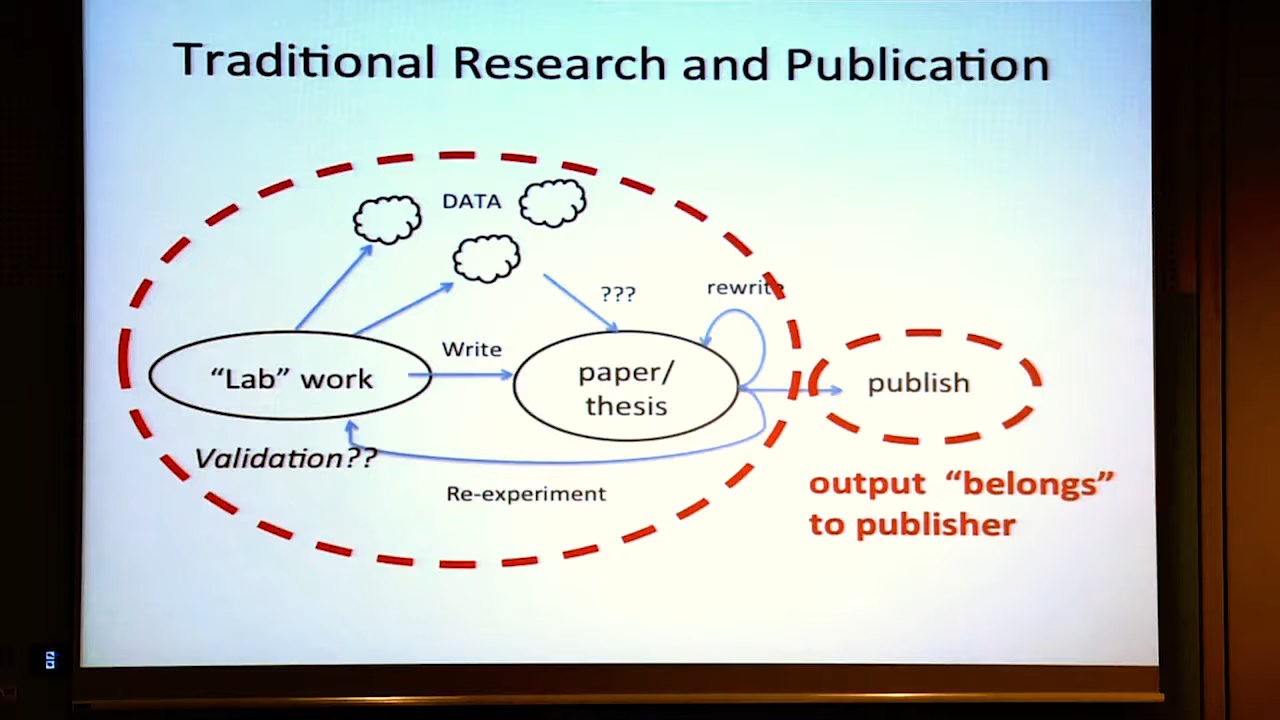 Traditional Research and Publication
DATA
???
rewrite
Write
"Lab" work
paper/
thesis
publish
Validation??
Re-experiment
output "belongs"
to publisher